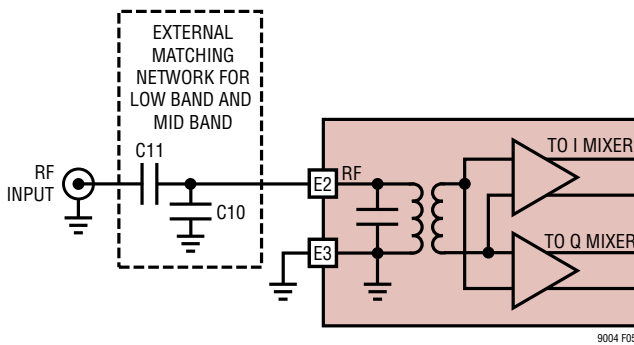 EXTERNAL
MATCHING
NETWORK FOR
LOW BAND AND
MID BAND
C11
RF
INPUT
C10
E2
RF
E3
TO I MIXER
TO Q MIXER
9004 F05